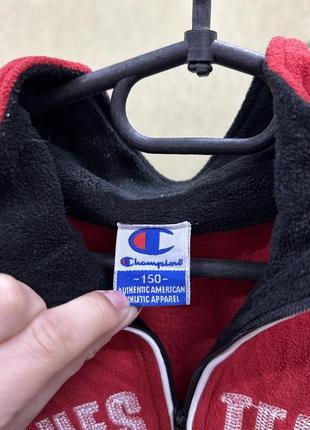 Champion
-150-
AUTHENTIC AMERICAN
ATHLETIC APPAREL